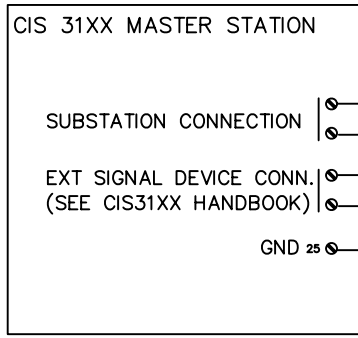 CIS 31XX MASTER STATION
SUBSTATION CONNECTION
EXT SIGNAL DEVICE CONN.
(SEE CIS31XX HANDBOOK)
GND 25